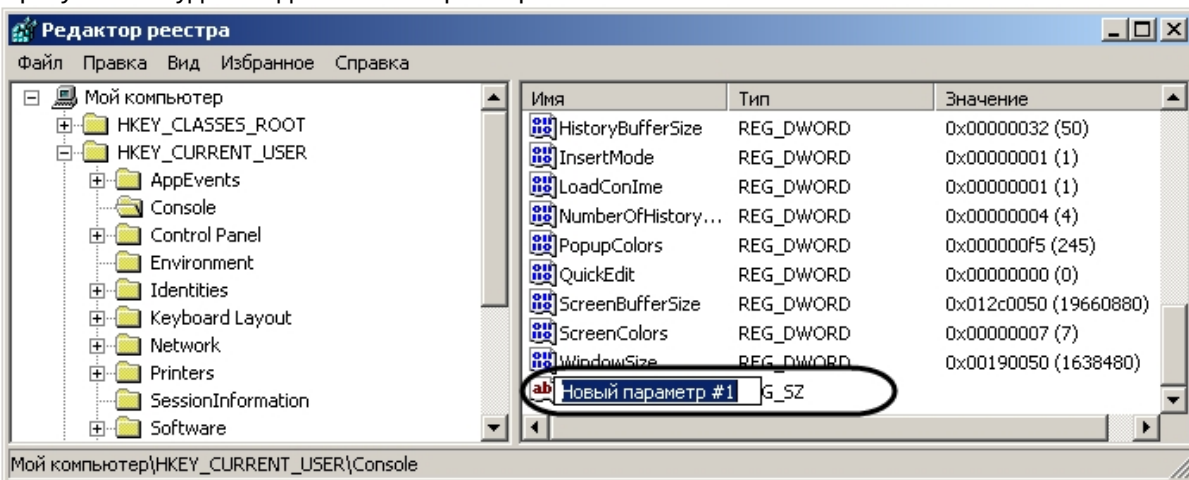 Редактор реестра
Файл Правка Вид Избранное Справка
Мой компьютер
HKEY_CLASSES_ROOT
HKEY_CURRENT_USER
AppEvents
Console
Control Panel
Environment
Identities
Keyboard Layout
Network
Printers
SessionInformation
Software
Имя Тип Значение
HistoryBufferSize REG_DWORD 0x00000032 (50)
InsertMode REG_DWORD 0x00000001 (1)
LoadConIme REG_DWORD 0x00000001 (1)
NumberOfHistory... REG_DWORD 0x00000004 (4)
PopupColors REG_DWORD 0x000000f5 (245)
QuickEdit REG_DWORD 0x00000000 (0)
ScreenBufferSize REG_DWORD 0x012c0050 (19660880)
ScreenColors REG_DWORD 0x00000007 (7)
WindowSize REG_DWORD 0x00190050 (1638480)
Новый параметр #1 G_SZ
Мой компьютер\HKEY_CURRENT_USER\Console